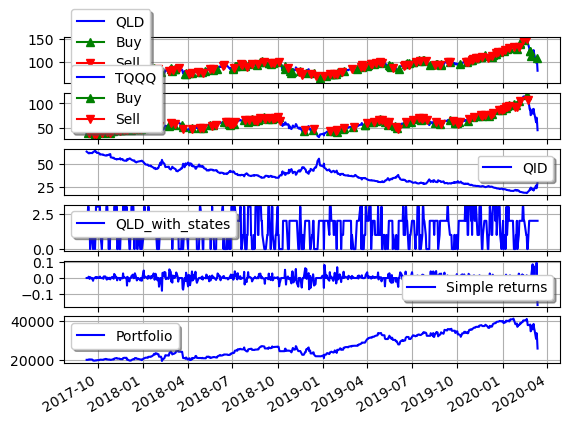 QLD
Buy
Sell
150
100
TQQQ
Buy
Sell
100
50
QID
50
25
QLD_with_states
2.5
0.0
Simple returns
0.1
0.0
−0.1
Portfolio
40000
20000
2017-10 2018-01 2018-04 2018-07 2018-10 2019-01 2019-04 2019-07 2019-10 2020-01 2020-04